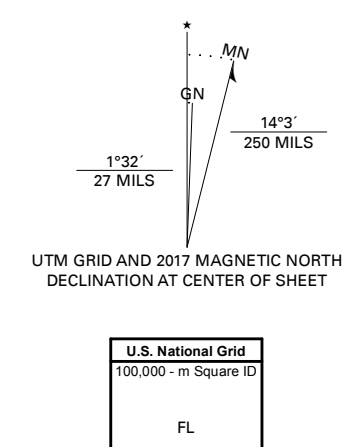 ★
MN
GN
14°3´
250 MILS
1°32´
27 MILS
UTM GRID AND 2017 MAGNETIC NORTH
DECLINATION AT CENTER OF SHEET
U.S. National Grid
100,000 - m Square ID
FL